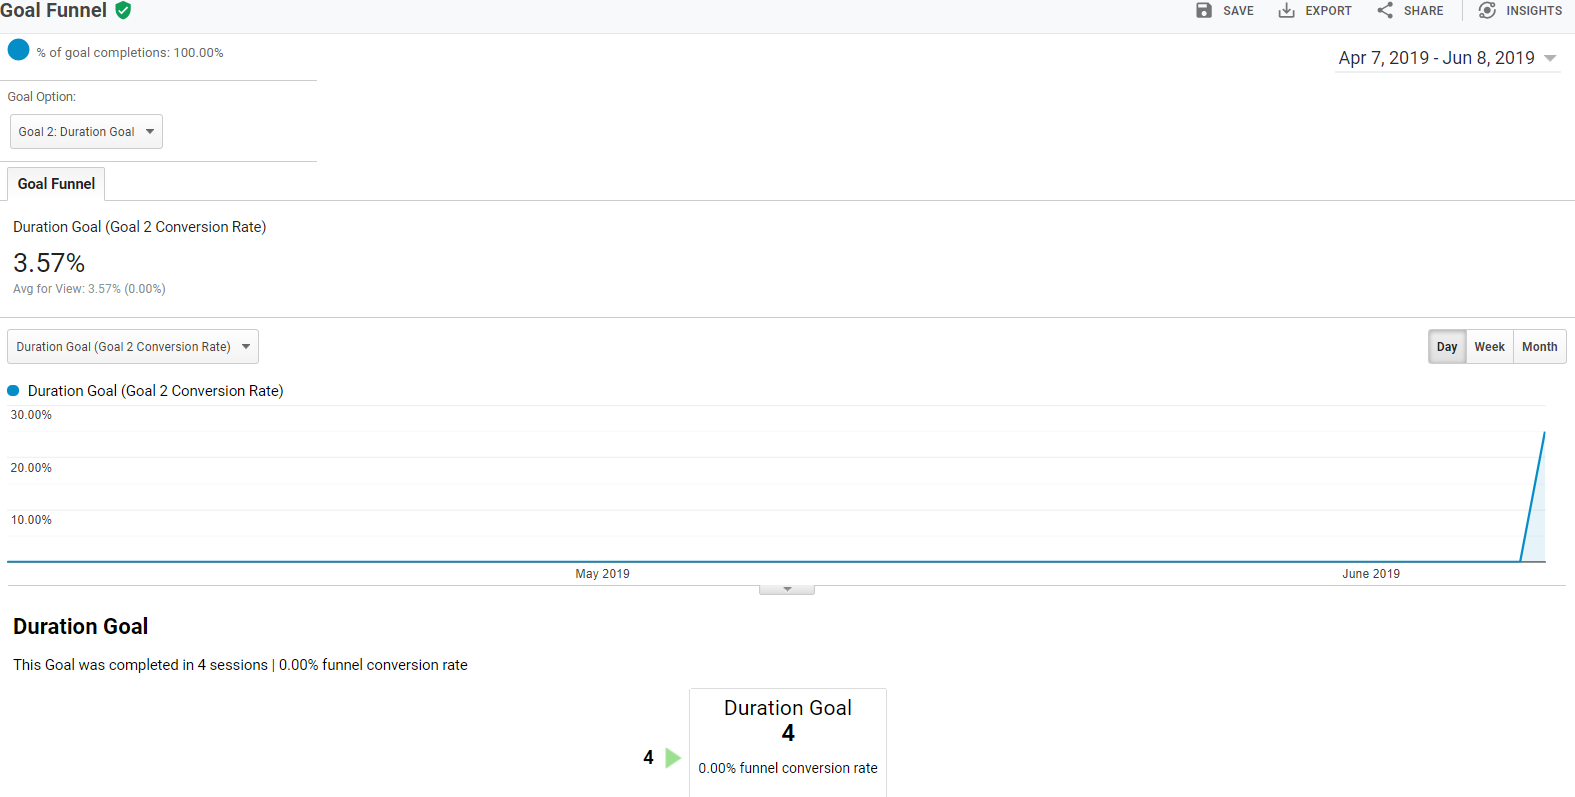 Goal Funnel
SAVE EXPORT SHARE INSIGHTS
% of goal completions: 100.00%
Apr 7, 2019 - Jun 8, 2019
Goal Option:
Goal 2: Duration Goal
Goal Funnel
Duration Goal (Goal 2 Conversion Rate)
3.57%
Avg for View: 3.57% (0.00%)
Duration Goal (Goal 2 Conversion Rate)
Day Week Month
Duration Goal (Goal 2 Conversion Rate)
30.00%
20.00%
10.00%
May 2019 June 2019
Duration Goal
This Goal was completed in 4 sessions | 0.00% funnel conversion rate
Duration Goal
4
4
0.00% funnel conversion rate